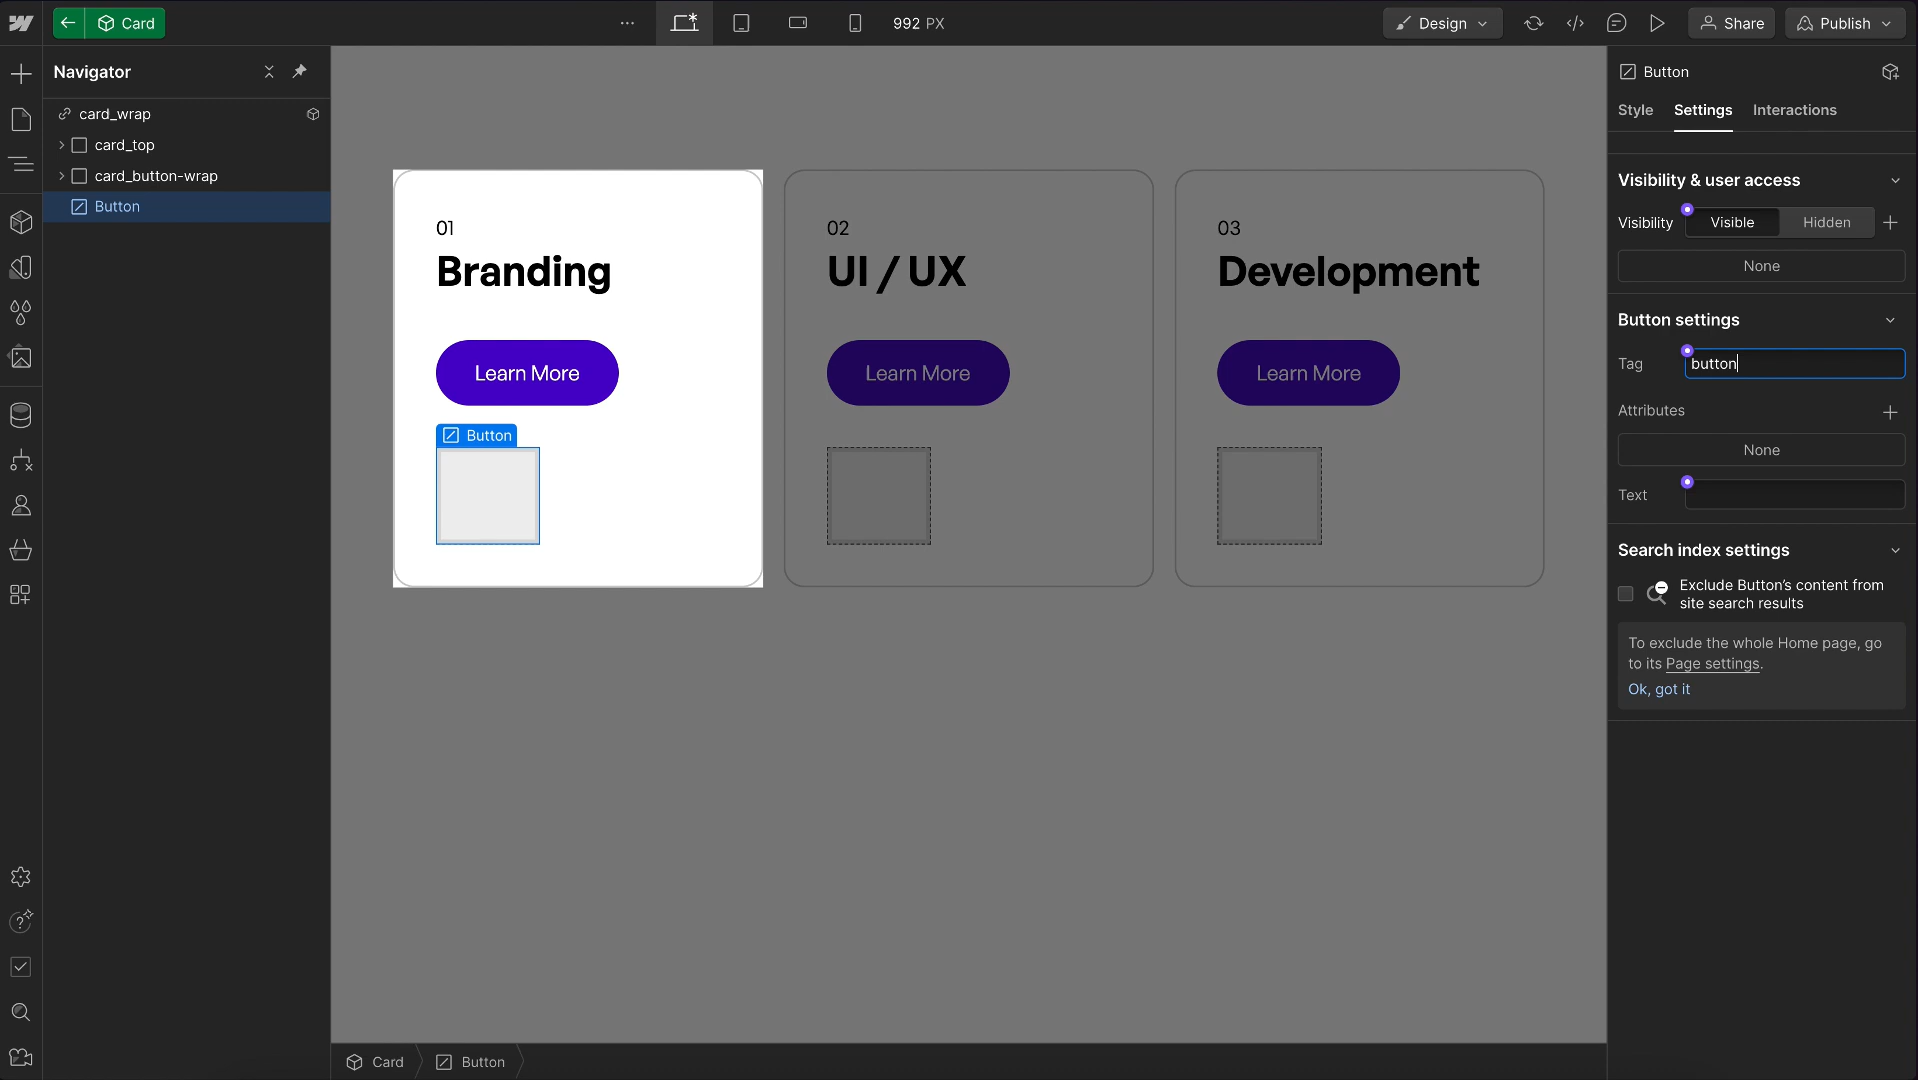 Card
992 PX
Design
Share
Publish
Navigator
card_wrap
card_top
card_button-wrap
Button
01
Branding
Learn More
Button
02
UI / UX
Learn More
03
Development
Learn More
Button
Style Settings Interactions
Visibility & user access
Visibility Visible Hidden
None
Button settings
Tag button
Attributes
None
Text
Search index settings
Exclude Button’s content from
site search results
To exclude the whole Home page, go
to its Page settings.
Ok, got it
Card Button